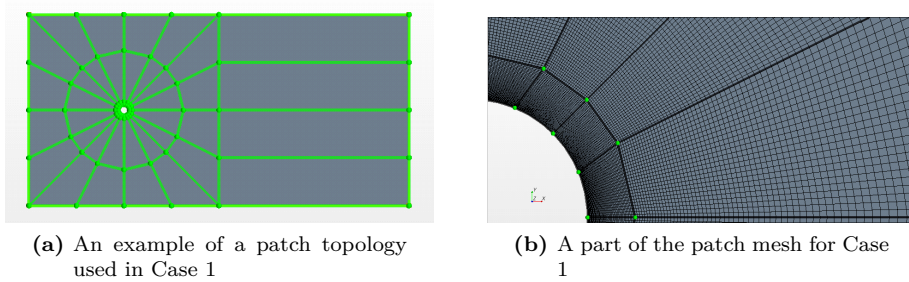 (a) An example of a patch topology
used in Case 1
(b) A part of the patch mesh for Case
1